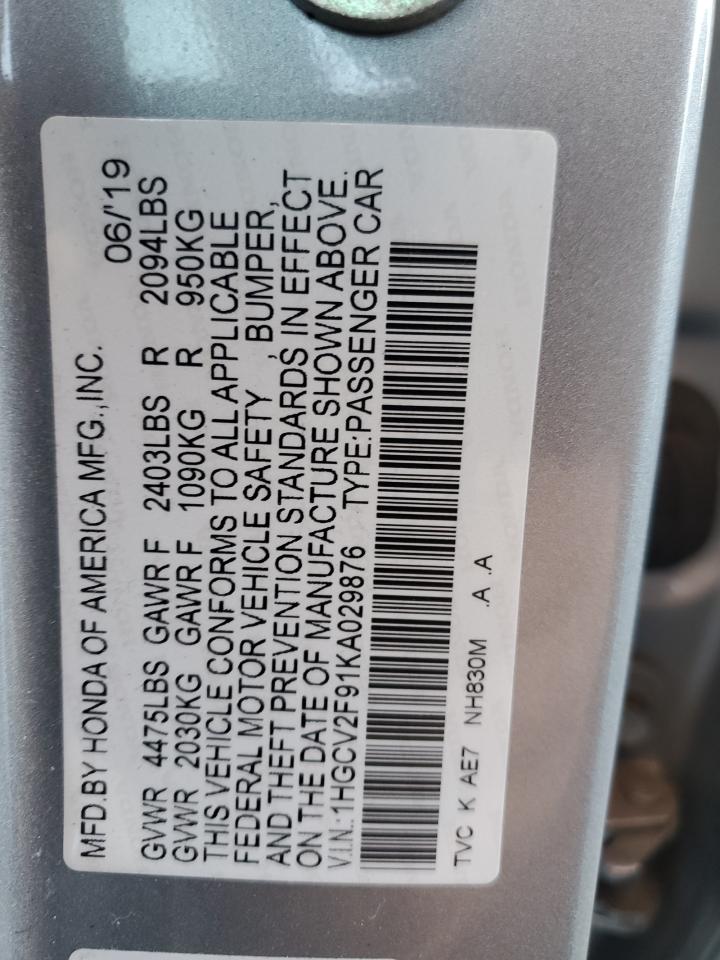 MFD.BY HONDA OF AMERICA MFG.,INC. 06/'19
GVWR 4475LBS GAWR F 2403LBS R 2094LBS
GVWR 2030KG GAWR F 1090KG R 950KG
THIS VEHICLE CONFORMS TO ALL APPLICABLE
FEDERAL MOTOR VEHICLE SAFETY , BUMPER,
AND THEFT PREVENTION STANDARDS, IN EFFECT
ON THE DATE OF MANUFACTURE SHOWN ABOVE.
V.I.N.:1HGCV2F91KA029876 TYPE:PASSENGER CAR
TVC K AE7 NH830M .A .A